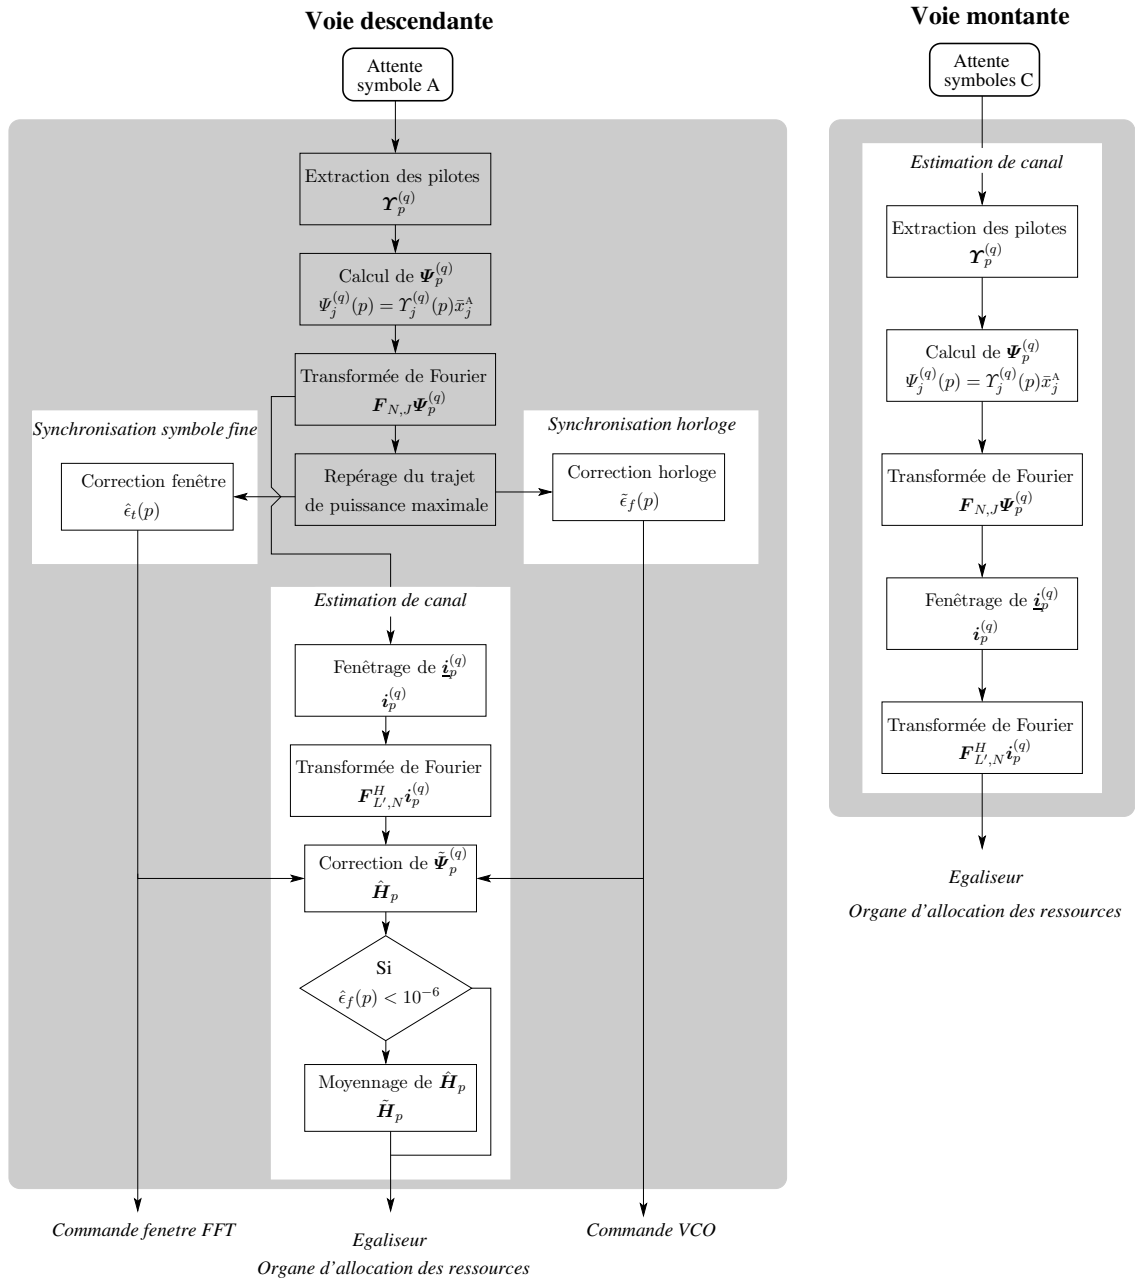 Voie descendante
Attente
symbole A
Extraction des pilotes
𝜰_p^{(q)}
Calcul de 𝜳_p^{(q)}
Ψ_j^{(q)}(p) = ϒ_j^{(q)}(p)x̄_j^A
Transformée de Fourier
F_{N,J}𝜳_p^{(q)}
Synchronisation symbole fine
Correction fenêtre
ϵ̂_t(p)
Repérage du trajet
de puissance maximale
Synchronisation horloge
Correction horloge
ϵ̃_f(p)
Estimation de canal
Fenêtrage de i̲_p^{(q)}
i_p^{(q)}
Transformée de Fourier
F_{L′,N}^H i_p^{(q)}
Correction de 𝜳̃_p^{(q)}
Ĥ_p
Si
ϵ̂_f(p) < 10^{−6}
Moyennage de Ĥ_p
H̃_p
Commande fenetre FFT
Egaliseur
Organe d'allocation des ressources
Commande VCO
Voie montante
Attente
symboles C
Estimation de canal
Extraction des pilotes
𝜰_p^{(q)}
Calcul de 𝜳_p^{(q)}
Ψ_j^{(q)}(p) = ϒ_j^{(q)}(p)x̄_j^A
Transformée de Fourier
F_{N,J}𝜳_p^{(q)}
Fenêtrage de i̲_p^{(q)}
i_p^{(q)}
Transformée de Fourier
F_{L′,N}^H i_p^{(q)}
Egaliseur
Organe d'allocation des ressources